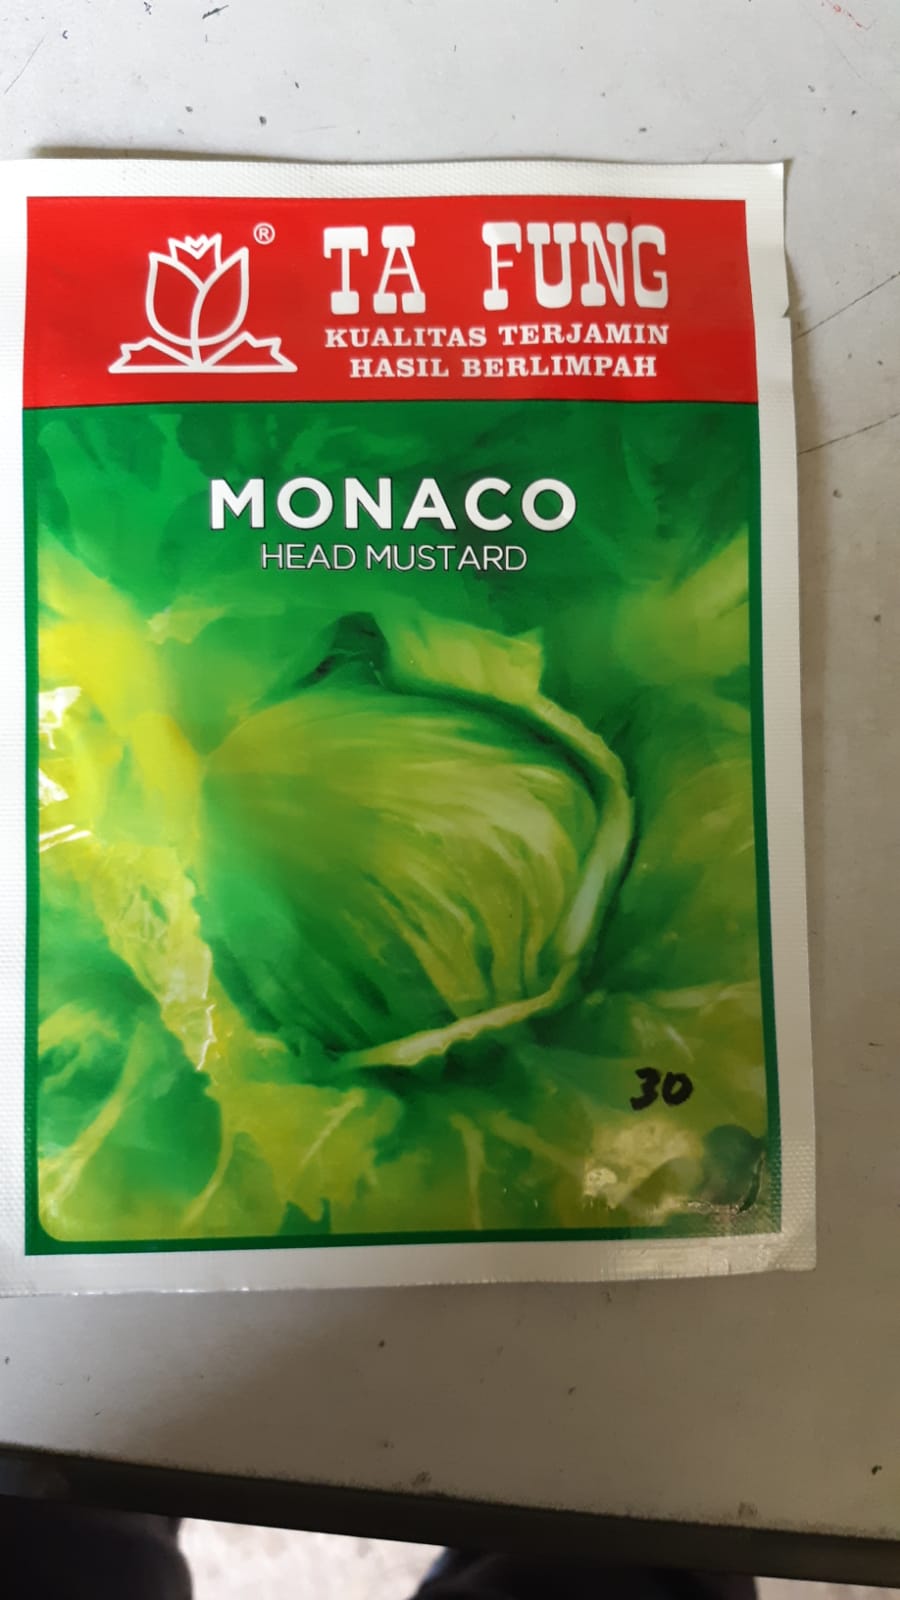 ®
TA FUNG
KUALITAS TERJAMIN
HASIL BERLIMPAH
MONACO
HEAD MUSTARD
30